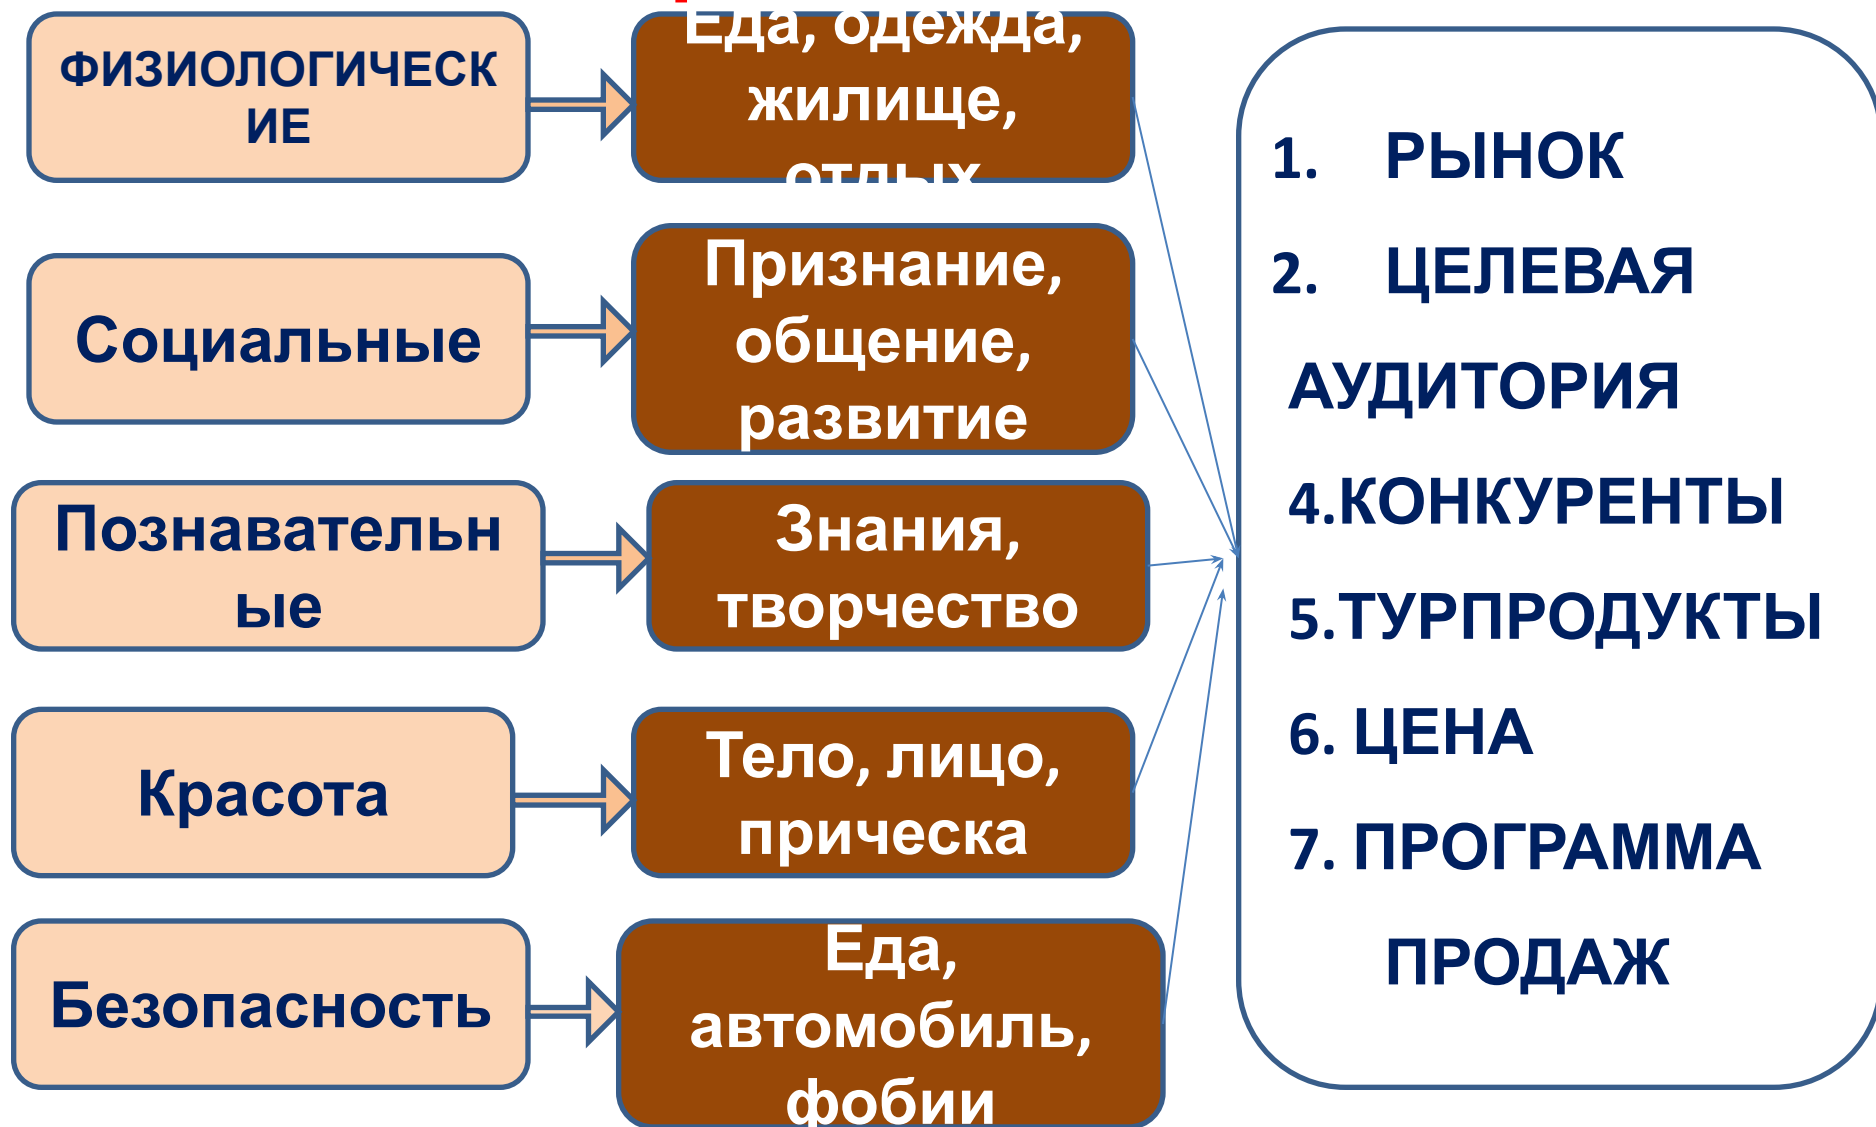 ФИЗИОЛОГИЧЕСК
ИЕ
Еда, одежда,
жилище,
отдых
Социальные
Признание,
общение,
развитие
Познавательн
ые
Знания,
творчество
Красота
Тело, лицо,
прическа
Безопасность
Еда,
автомобиль,
фобии
1. РЫНОК
2. ЦЕЛЕВАЯ
АУДИТОРИЯ
4.КОНКУРЕНТЫ
5.ТУРПРОДУКТЫ
6. ЦЕНА
7. ПРОГРАММА
ПРОДАЖ